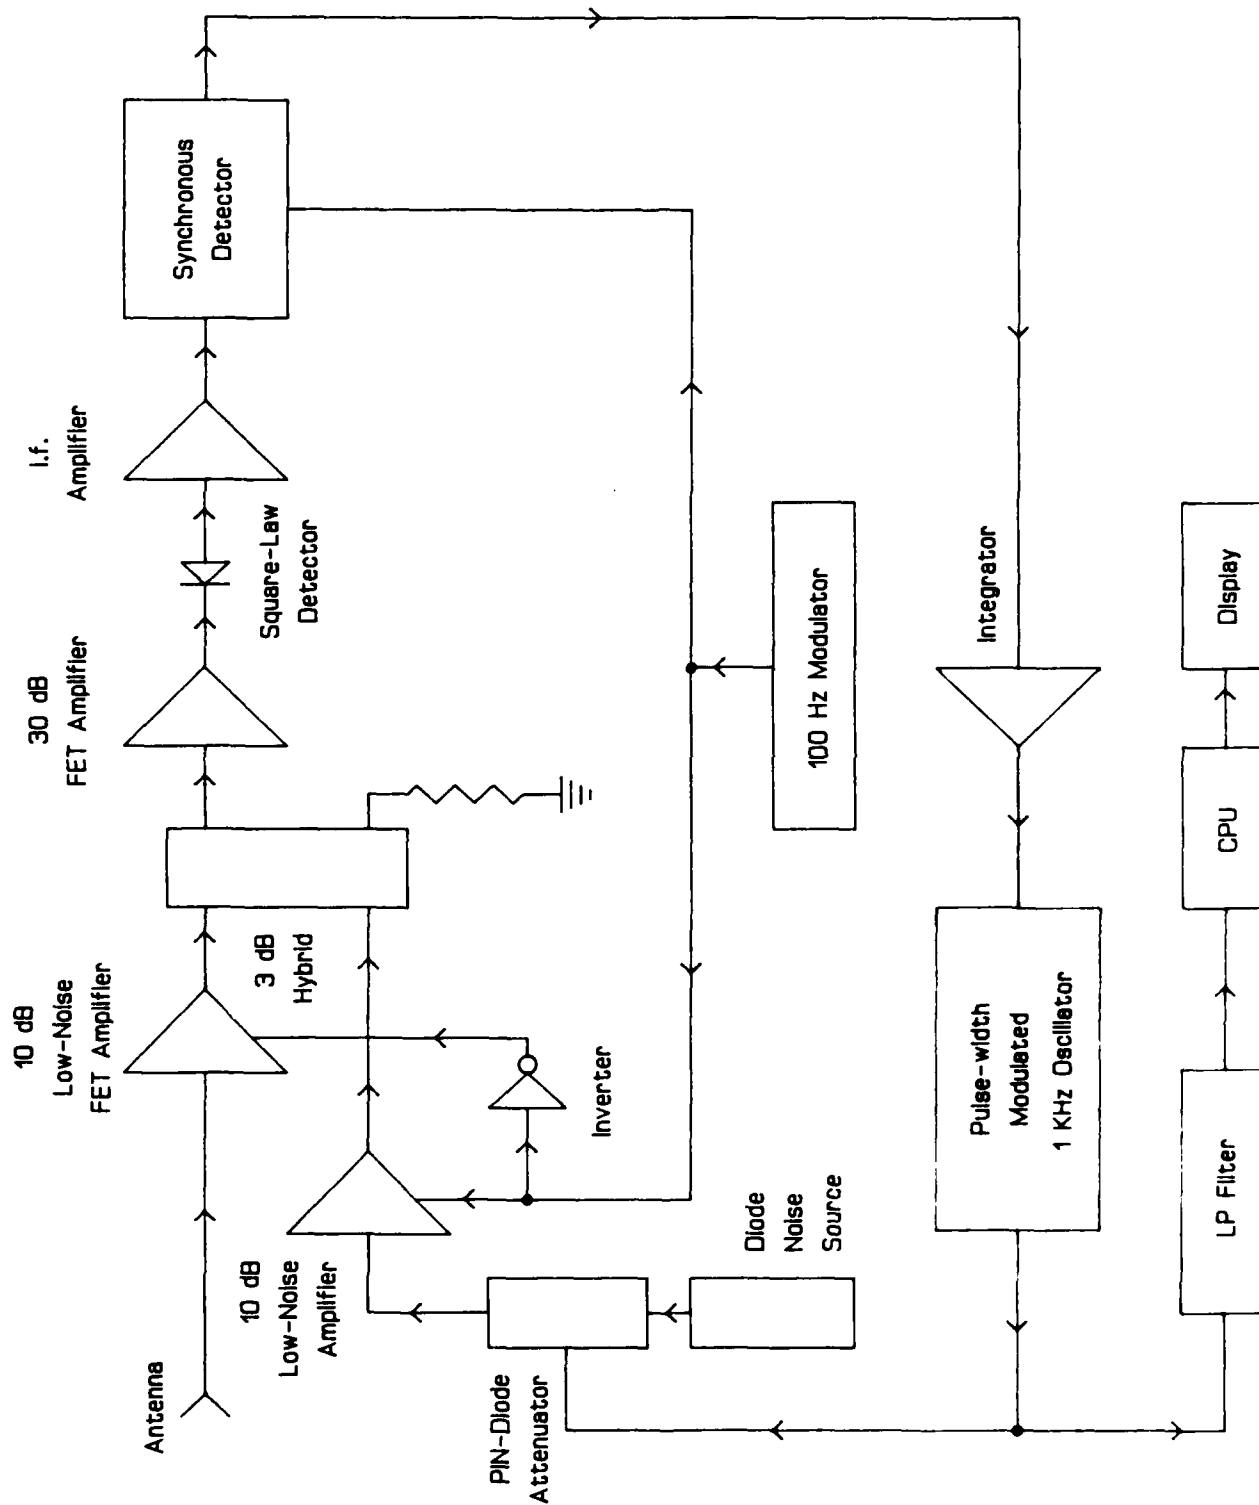 Antenna
10 dB
Low-Noise
FET Amplifier
3 dB
Hybrid
30 dB
FET Amplifier
Square-Law
Detector
i.f.
Amplifier
Synchronous
Detector
10 dB
Low-Noise
Amplifier
Inverter
PIN-Diode
Attenuator
Diode
Noise
Source
100 Hz Modulator
Integrator
Pulse-width
Modulated
1 KHz Oscillator
LP Filter
CPU
Display